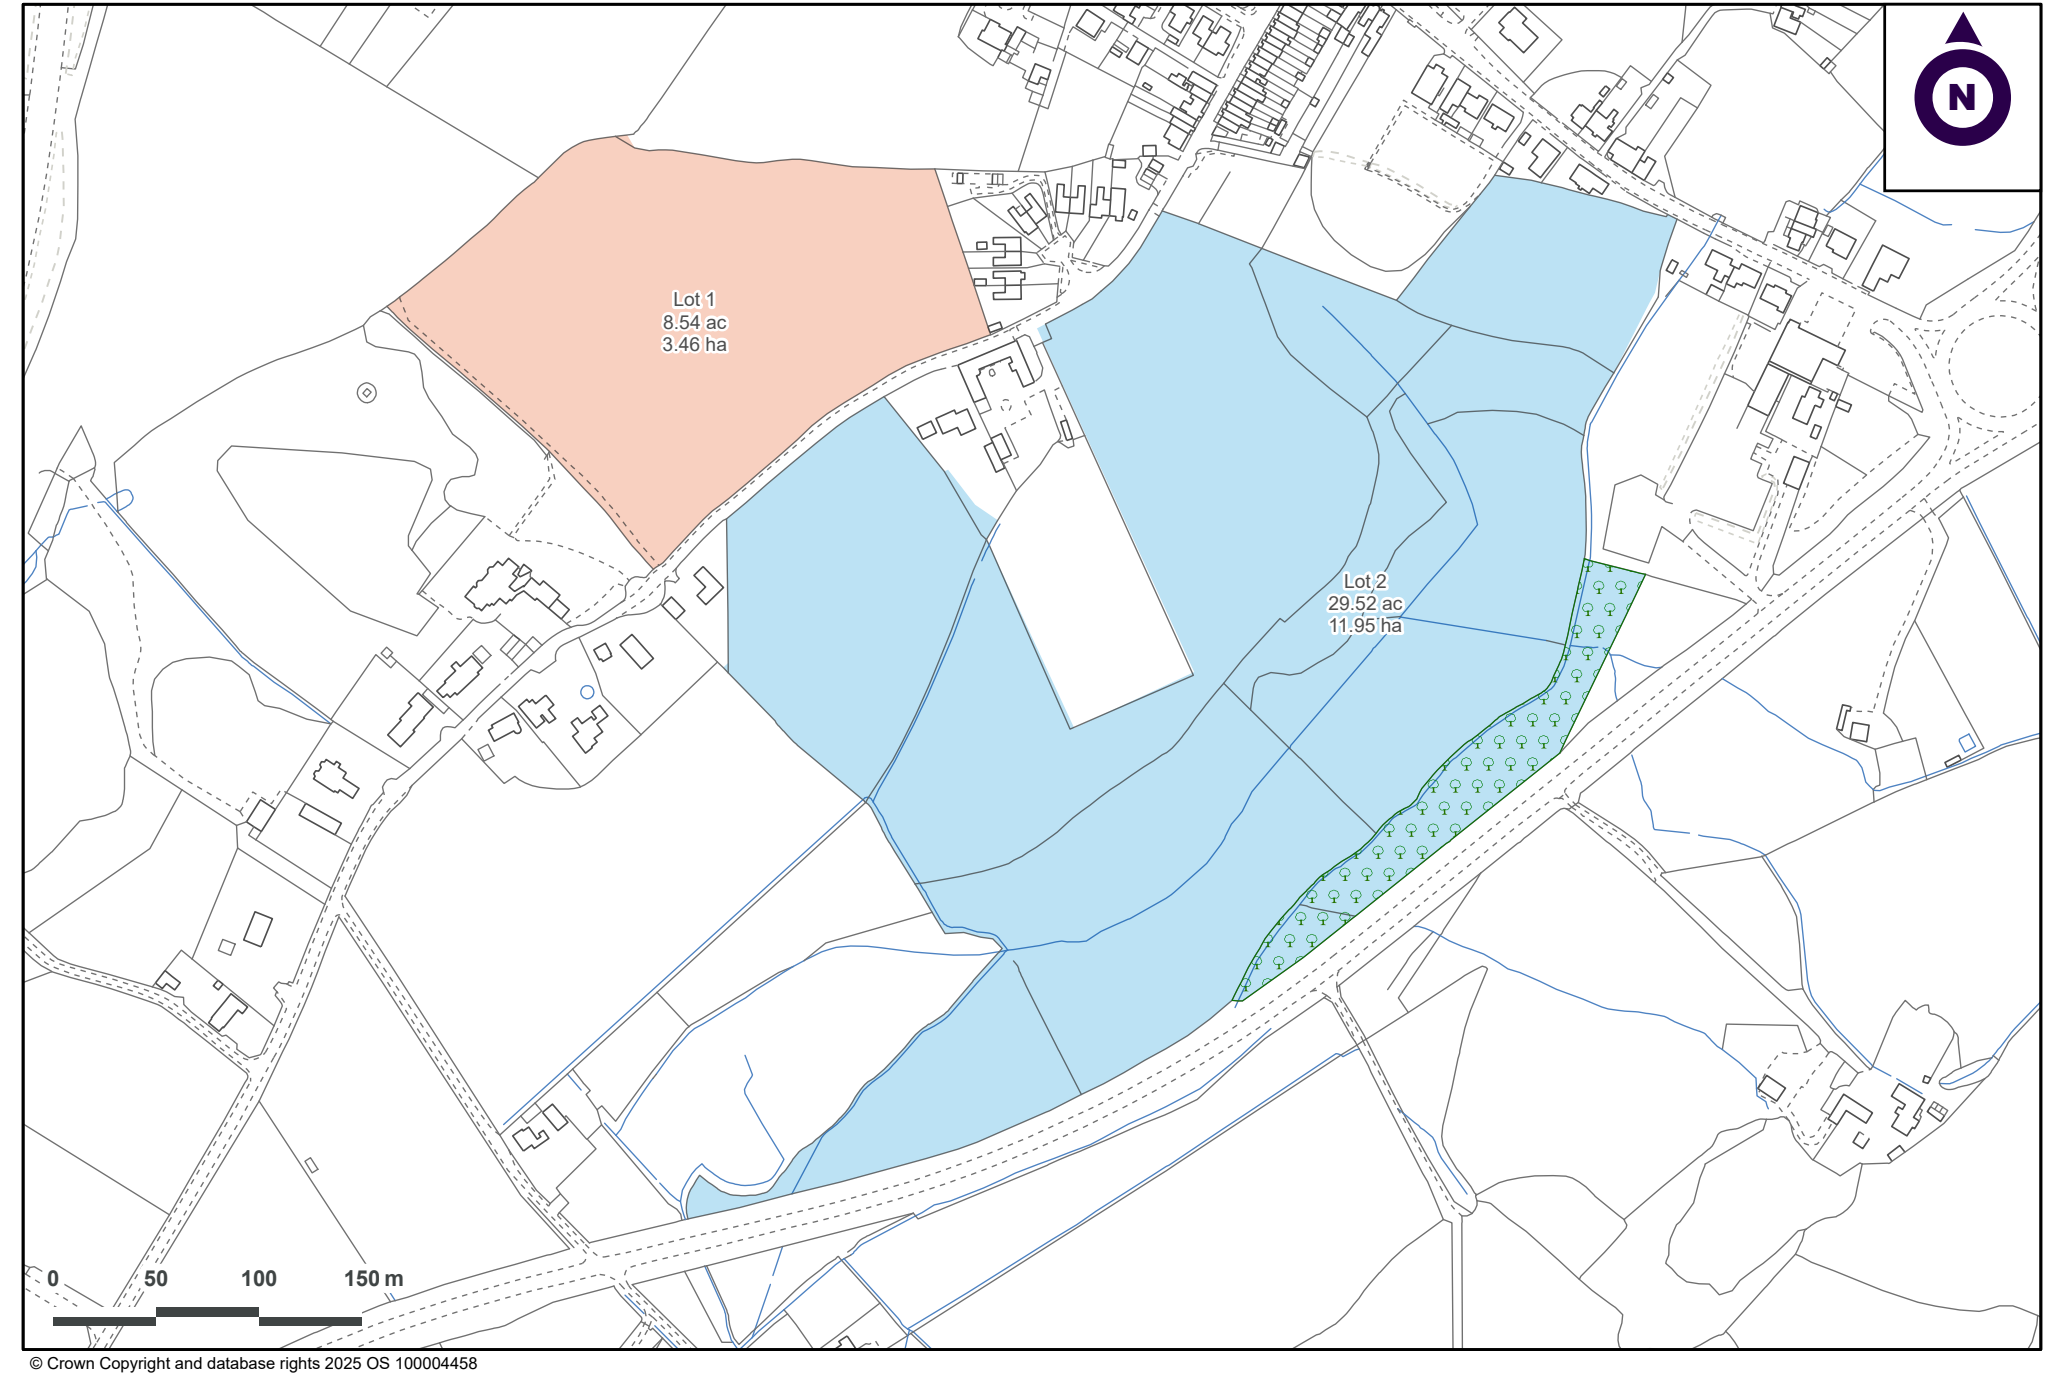 N
Lot 1
8.54 ac
3.46 ha
Lot 2
29.52 ac
11.95 ha
0 50 100 150 m
© Crown Copyright and database rights 2025 OS 100004458